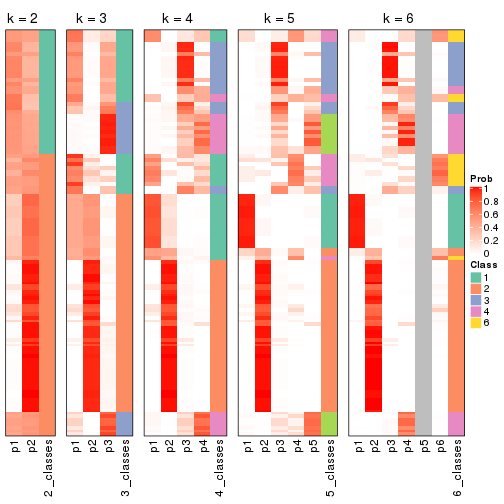 k = 2
k = 3
k = 4
k = 5
k = 6
Prob
1
0.8
0.6
0.4
0.2
0
Class
1
2
3
4
6
p1
p2
2_classes
p1
p2
p3
3_classes
p1
p2
p3
p4
4_classes
p1
p2
p3
p4
p5
5_classes
p1
p2
p3
p4
p5
p6
6_classes